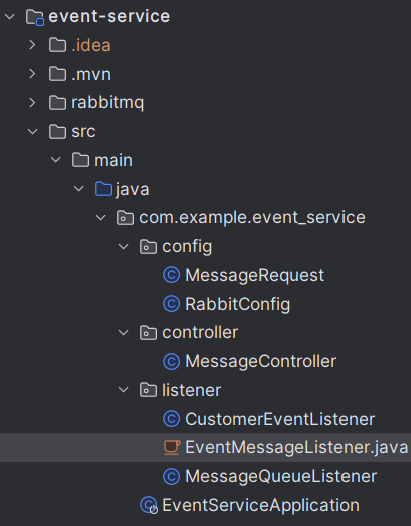 event-service
.idea
.mvn
rabbitmq
src
main
java
com.example.event_service
config
MessageRequest
RabbitConfig
controller
MessageController
listener
CustomerEventListener
EventMessageListener.java
MessageQueueListener
EventServiceApplication